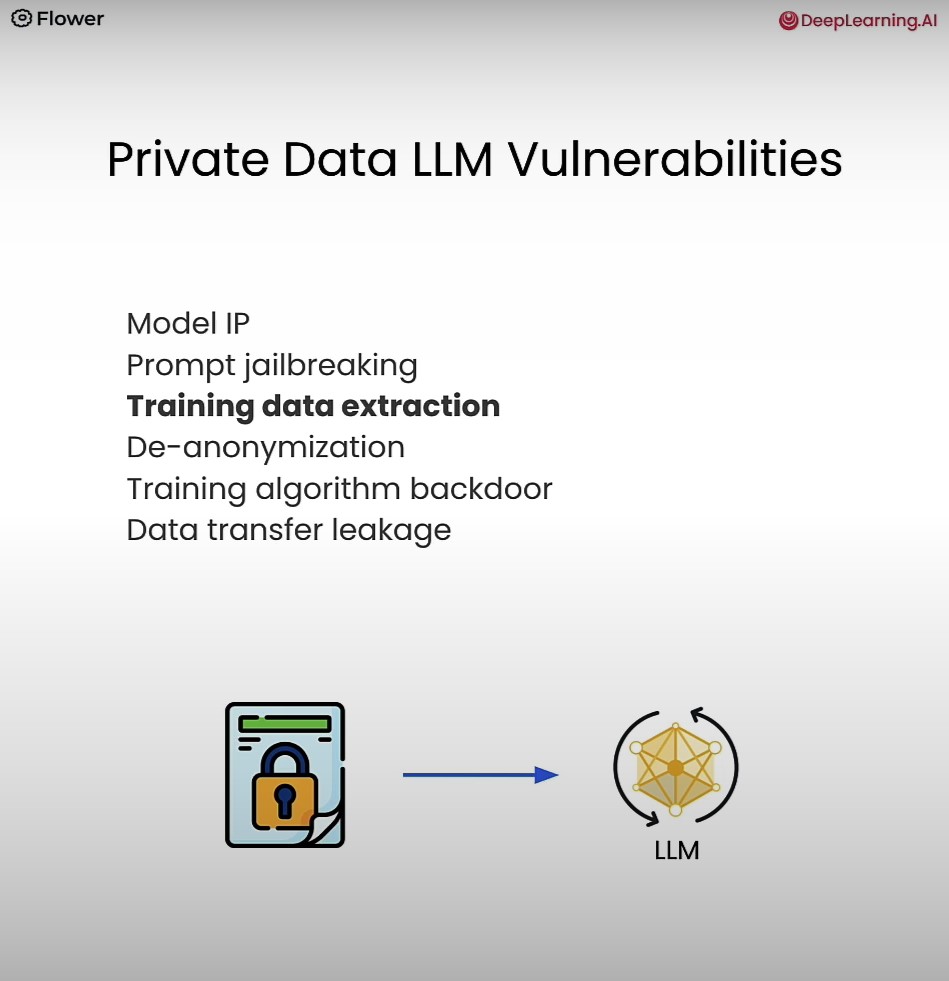 Flower
DeepLearning.AI
Private Data LLM Vulnerabilities
Model IP
Prompt jailbreaking
Training data extraction
De-anonymization
Training algorithm backdoor
Data transfer leakage
LLM